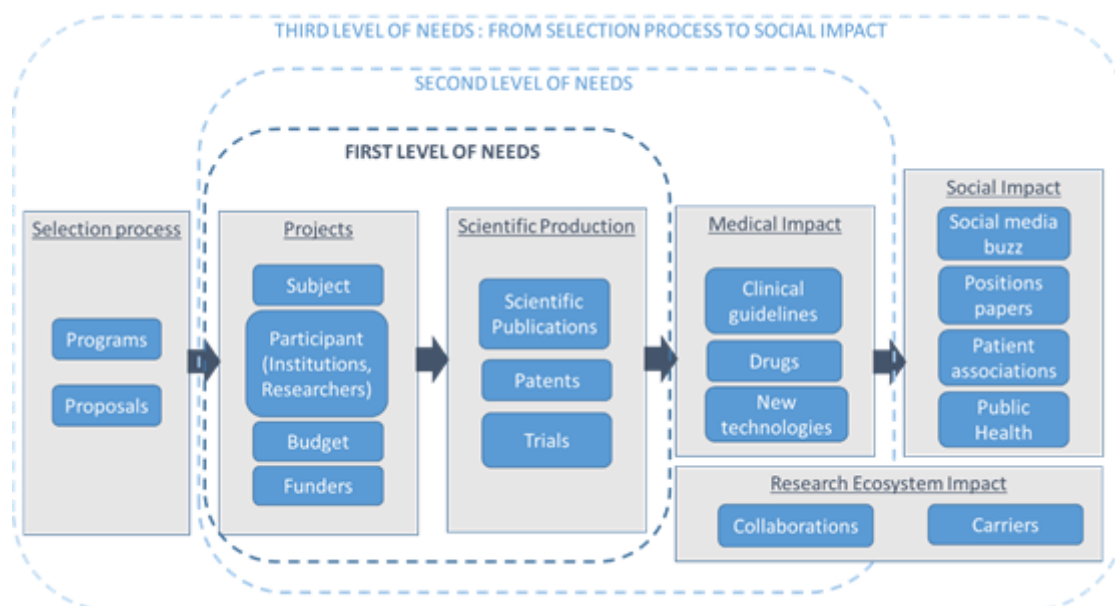 THIRD LEVEL OF NEEDS : FROM SELECTION PROCESS TO SOCIAL IMPACT
SECOND LEVEL OF NEEDS
FIRST LEVEL OF NEEDS
Selection process
Programs
Proposals
Projects
Subject
Participant
(Institutions,
Researchers)
Budget
Funders
Scientific Production
Scientific
Publications
Patents
Trials
Medical Impact
Clinical
guidelines
Drugs
New
technologies
Social Impact
Social media
buzz
Positions
papers
Patient
associations
Public
Health
Research Ecosystem Impact
Collaborations
Carriers